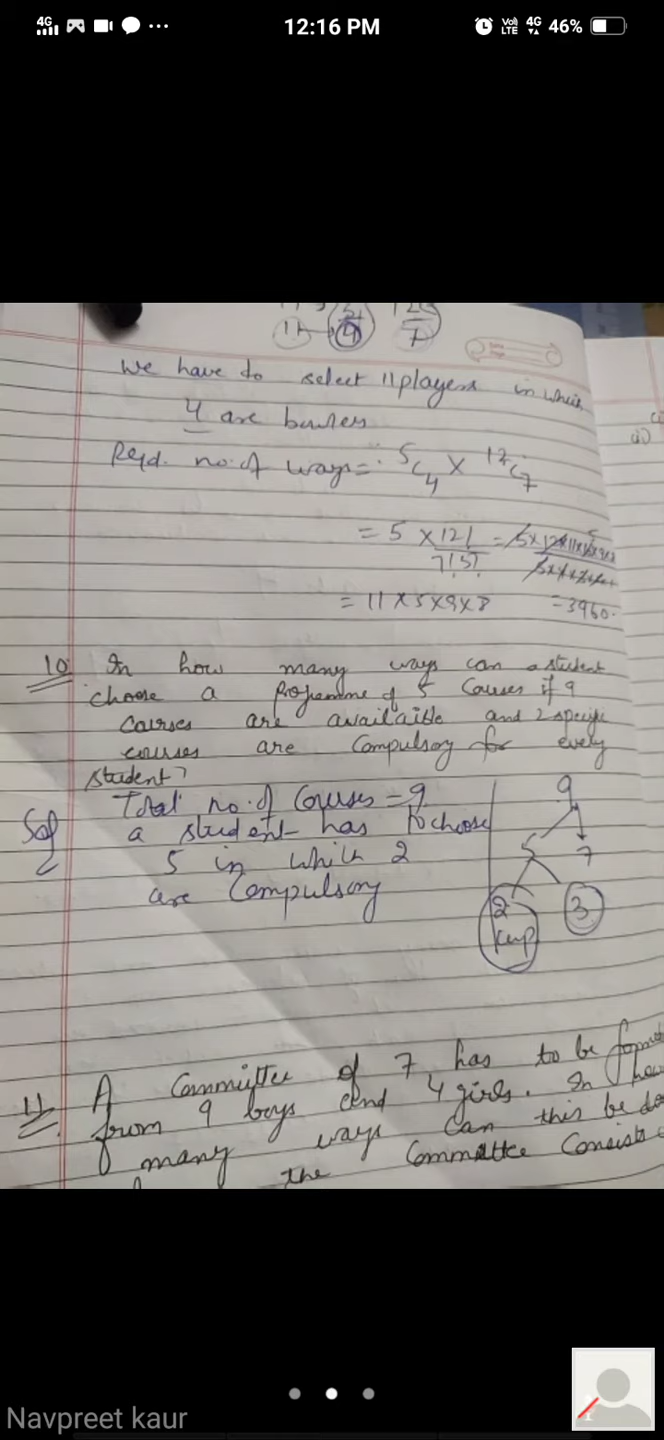 4G
12:16 PM
Vol LTE 4G 46%
We have to select 11 players in which
4 are bowlers
Reqd. no. of ways = 5C4 × 12C7
= 5 × 12! / 7! 5!
= 11 × 5 × 9 × 8 = 3960.
10 In how many ways can a student
choose a programme of 5 courses if 9
courses are available and 2 specific
courses are compulsory for every
student?
Sol Total no. of courses = 9
a student has to choose
5 in which 2
are compulsory
9
5 7
2 3
11 A committee of 7 has to be
from 9 boys and 4 girls. In how
many ways can this be
the committee consists
Navpreet kaur